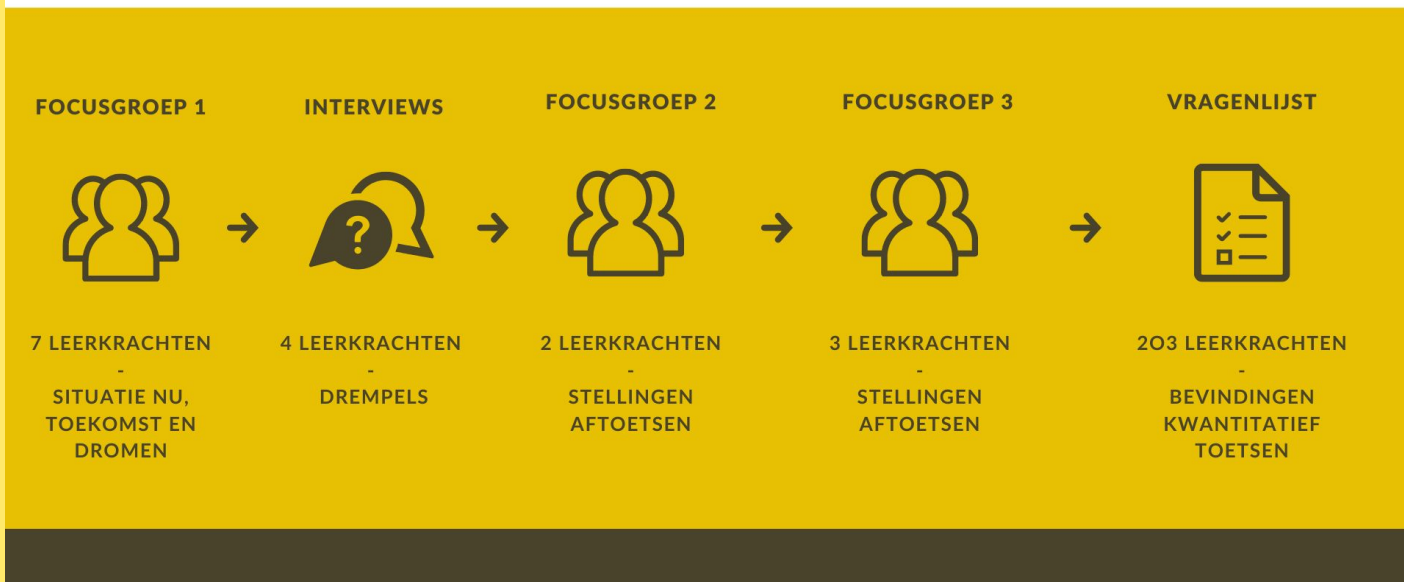 FOCUSGROEP 1
INTERVIEWS
FOCUSGROEP 2
FOCUSGROEP 3
VRAGENLIJST
?
7 LEERKRACHTEN
-
SITUATIE NU,
TOEKOMST EN
DROMEN
4 LEERKRACHTEN
-
DREMPELS
2 LEERKRACHTEN
-
STELLINGEN
AFTOETSEN
3 LEERKRACHTEN
-
STELLINGEN
AFTOETSEN
2O3 LEERKRACHTEN
-
BEVINDINGEN
KWANTITATIEF
TOETSEN